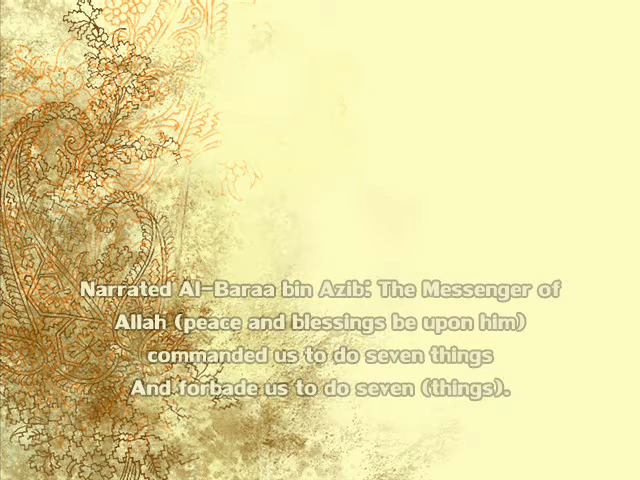 Narrated Al-Baraa bin Azib: The Messenger of
Allah (peace and blessings be upon him)
commanded us to do seven things
And forbade us to do seven (things).